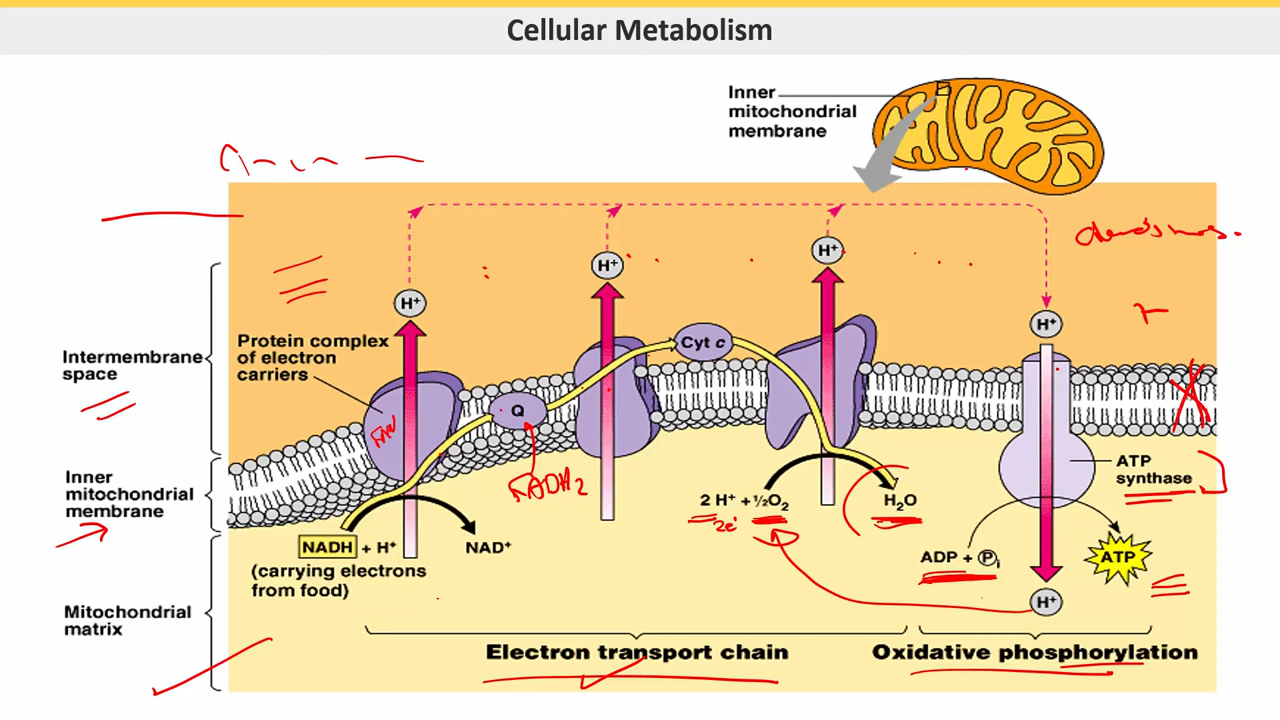 Cellular Metabolism
Inner
mitochondrial
membrane
H⁺
H⁺
H⁺
H⁺
Protein complex
of electron
carriers
Intermembrane
space
Cyt c
Q
FADH₂
Inner
mitochondrial
membrane
ATP
synthase
2 H⁺ + ½O₂
2e⁻
H₂O
NADH + H⁺
NAD⁺
(carrying electrons
from food)
ADP + Pᵢ
ATP
H⁺
Mitochondrial
matrix
Electron transport chain
Oxidative phosphorylation